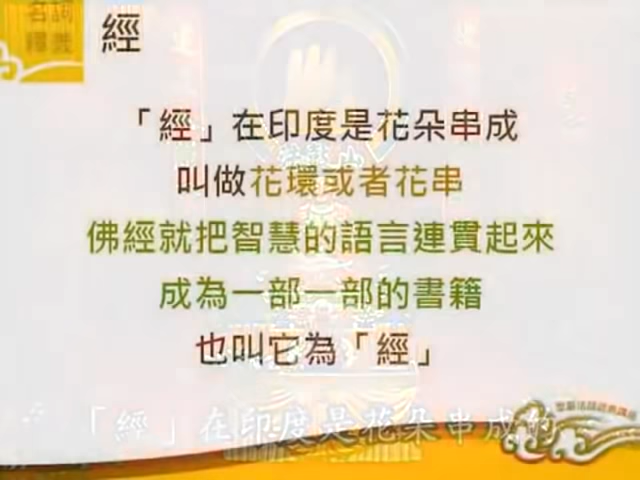 名詞
釋義
經
「經」在印度是花朵串成
叫做花環或者花串
佛經就把智慧的語言連貫起來
成為一部一部的書籍
也叫它為「經」
「經」在印度是花朵串成的